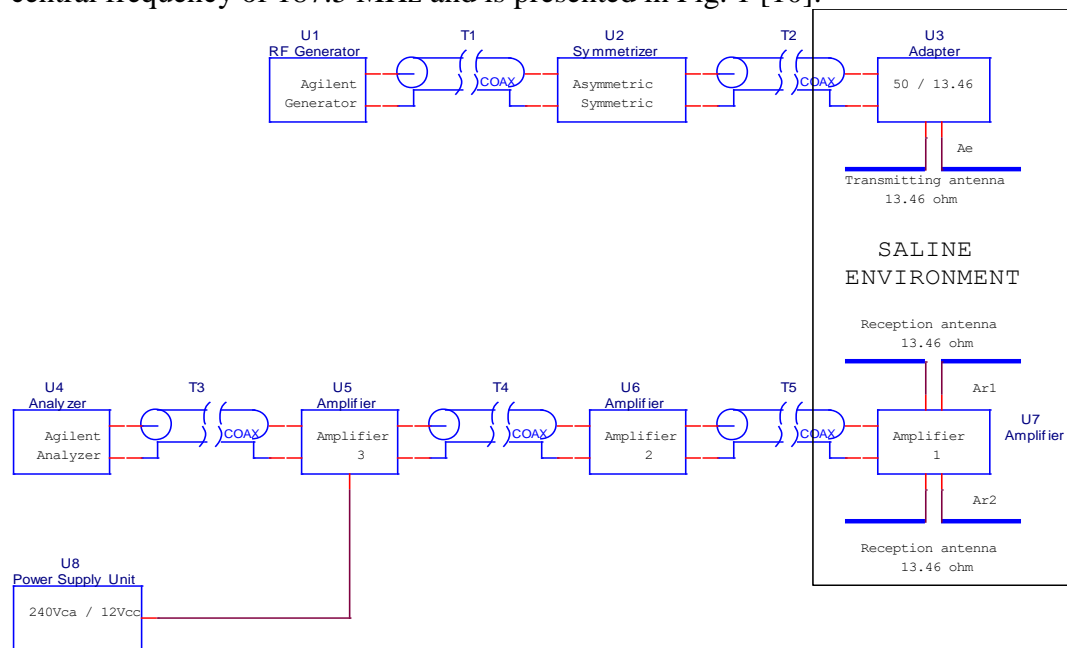 central frequency of 187.5 MHz and is presented in Fig. 1 [10].
U1
RF Generator
Agilent
Generator
T1
COAX
U2
Symmetrizer
Asymmetric
Symmetric
T2
COAX
U3
Adapter
50 / 13.46
Ae
Transmitting antenna
13.46 ohm
SALINE
ENVIRONMENT
Reception antenna
13.46 ohm
Ar1
U4
Analyzer
Agilent
Analyzer
T3
COAX
U5
Amplifier
Amplifier
3
T4
COAX
U6
Amplifier
Amplifier
2
T5
COAX
Amplifier
1
U7
Amplifier
Ar2
Reception antenna
13.46 ohm
U8
Power Supply Unit
240Vca / 12Vcc